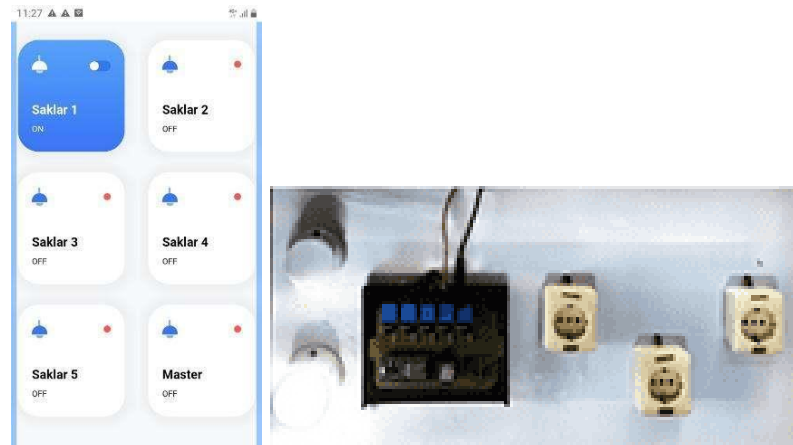 11:27
Saklar 1
ON
Saklar 2
OFF
Saklar 3
OFF
Saklar 4
OFF
Saklar 5
OFF
Master
OFF